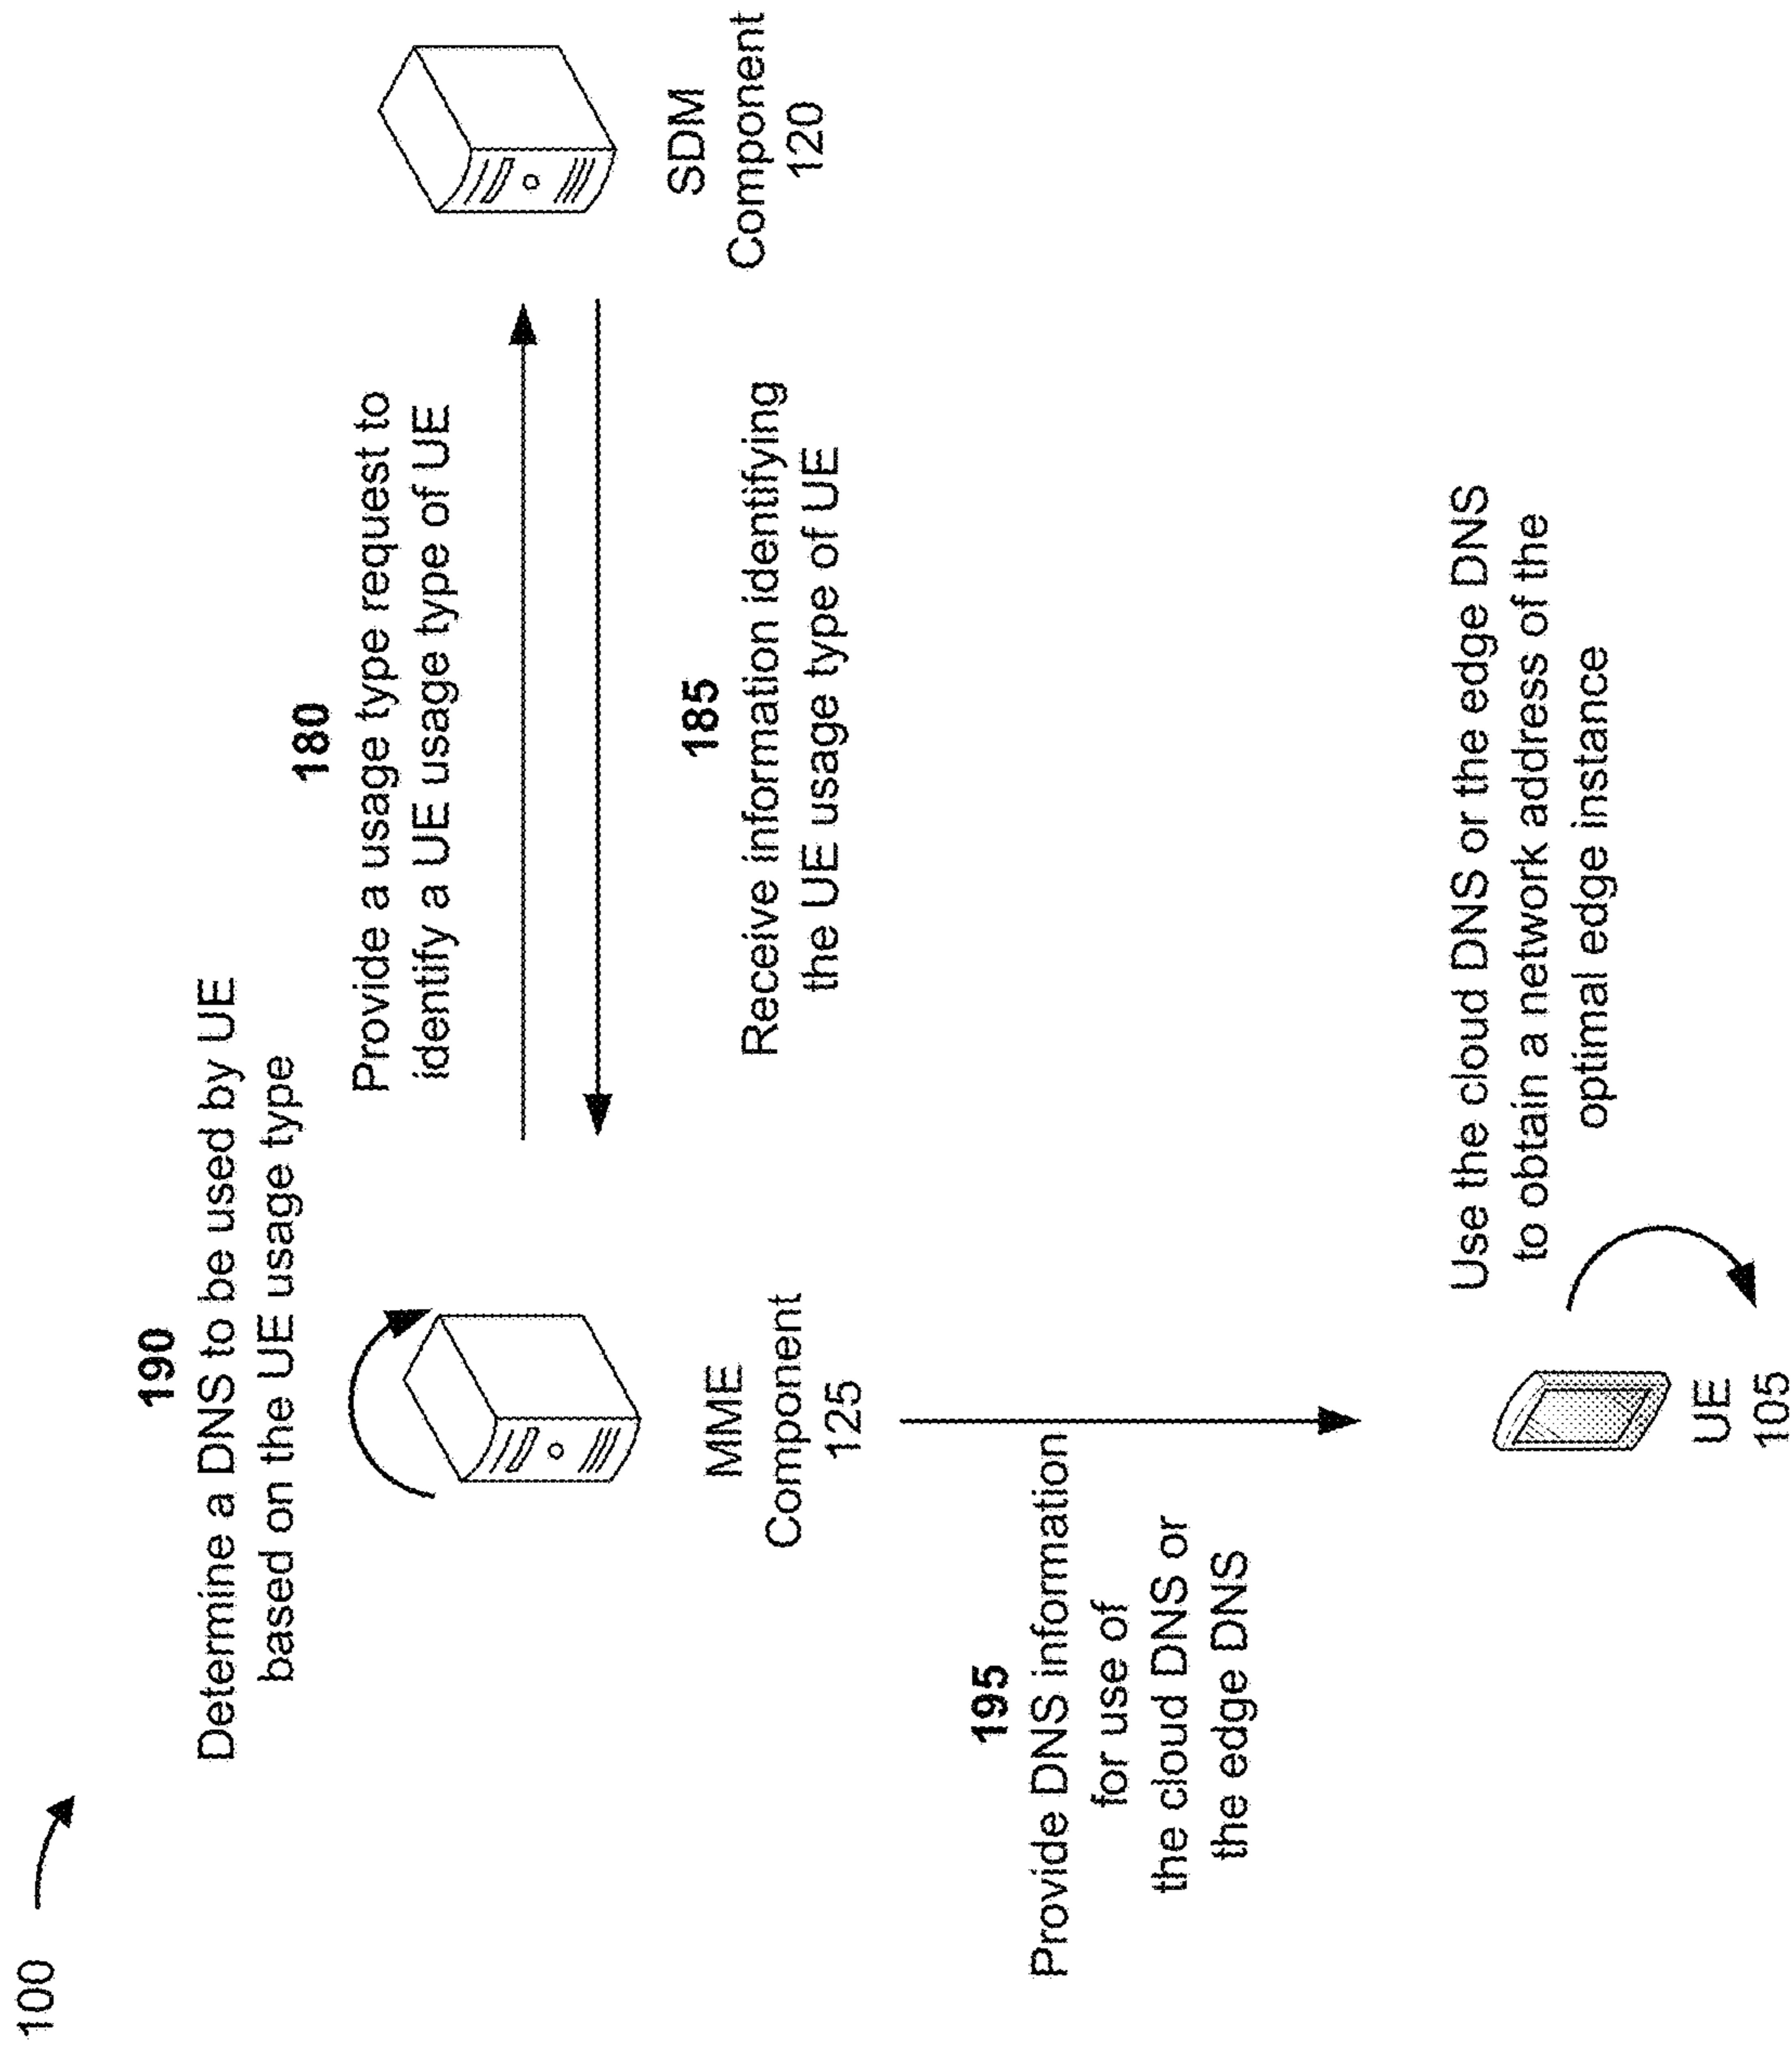 100
190
Determine a DNS to be used by UE
based on the UE usage type
180
Provide a usage type request to
identify a UE usage type of UE
185
Receive information identifying
the UE usage type of UE
MME
Component
125
SDM
Component
120
195
Provide DNS information
for use of
the cloud DNS or
the edge DNS
Use the cloud DNS or the edge DNS
to obtain a network address of the
optimal edge instance
UE
105